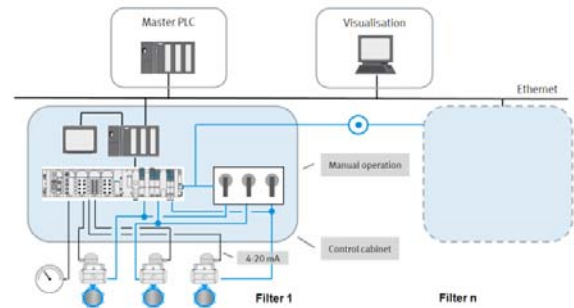 Master PLC
Visualisation
Ethernet
Manual operation
Control cabinet
4-20 mA
Filter 1
Filter n